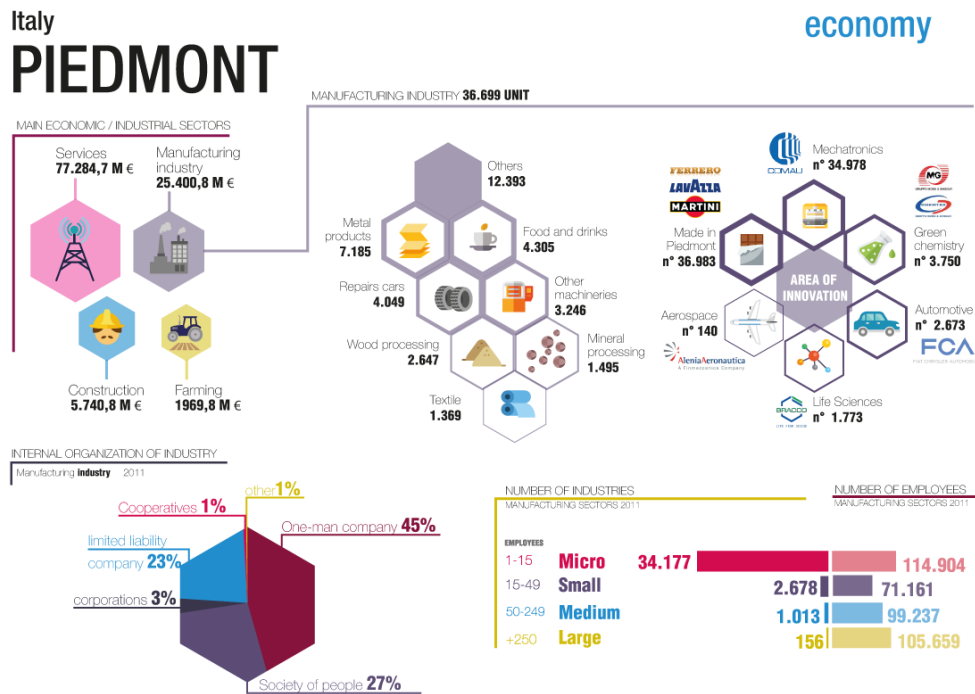 Italy
PIEDMONT
economy
MANUFACTURING INDUSTRY 36.699 UNIT
MAIN ECONOMIC / INDUSTRIAL SECTORS
Services
77.284,7 M €
Manufacturing
industry
25.400,8 M €
Construction
5.740,8 M €
Farming
1969,8 M €
Others
12.393
Metal
products
7.185
Food and drinks
4.305
Repairs cars
4.049
Other
machineries
3.246
Wood processing
2.647
Mineral
processing
1.495
Textile
1.369
COMAU
Mechatronics
n° 34.978
FERRERO
LAVAZZA
MARTINI
Made in
Piedmont
n° 36.983
M&G
Green
chemistry
n° 3.750
AREA OF
INNOVATION
Aerospace
n° 140
AleniaAeronautica
A Finmeccanica Company
Automotive
n° 2.673
FCA
FIAT CHRYSLER AUTOMOBILES
BRACCO
LIFE FROM INSIDE
Life Sciences
n° 1.773
INTERNAL ORGANIZATION OF INDUSTRY
Manufacturing industry 2011
other 1%
Cooperatives 1%
One-man company 45%
limited liability
company 23%
corporations 3%
Society of people 27%
NUMBER OF INDUSTRIES
MANUFACTURING SECTORS 2011
NUMBER OF EMPLOYEES
MANUFACTURING SECTORS 2011
EMPLOYEES
1-15 Micro 34.177 114.904
15-49 Small 2.678 71.161
50-249 Medium 1.013 99.237
+250 Large 156 105.659